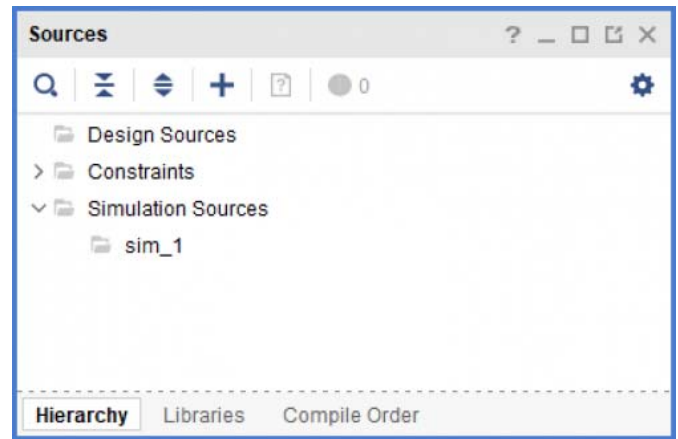 Sources
? 0
Design Sources
Constraints
Simulation Sources
sim_1
Hierarchy Libraries Compile Order